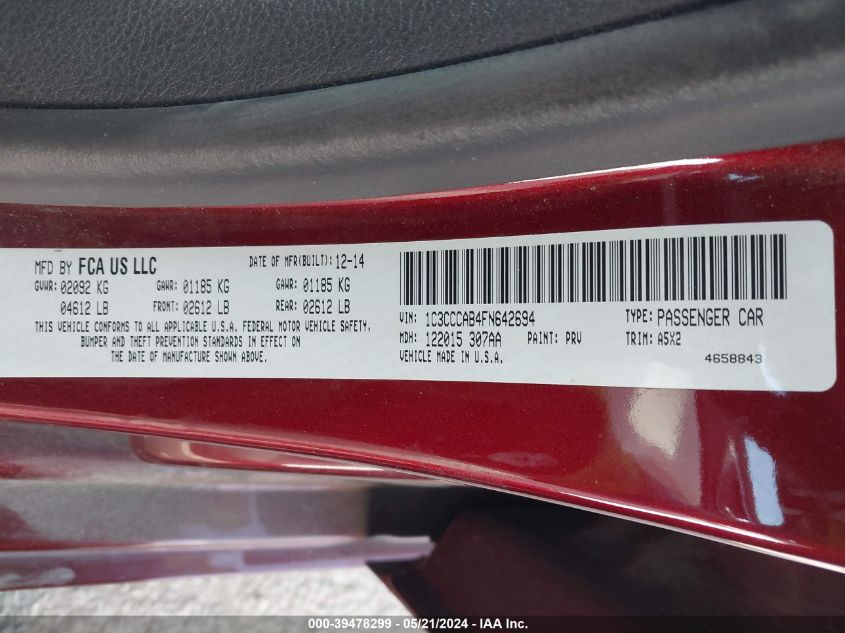 MFD BY FCA US LLC DATE OF MFR(BUILT): 12-14
GVWR: 02092 KG GAWR: 01185 KG GAWR: 01185 KG
04612 LB FRONT: 02612 LB REAR: 02612 LB
THIS VEHICLE CONFORMS TO ALL APPLICABLE U.S.A. FEDERAL MOTOR VEHICLE SAFETY,
BUMPER AND THEFT PREVENTION STANDARDS IN EFFECT ON
THE DATE OF MANUFACTURE SHOWN ABOVE.
VIN: 1C3CCCAB4FN642694 TYPE: PASSENGER CAR
MDH: 122015 307AA PAINT: PRV TRIM: A5X2
VEHICLE MADE IN U.S.A. 4658843
000-39478299 - 05/21/2024 - IAA Inc.